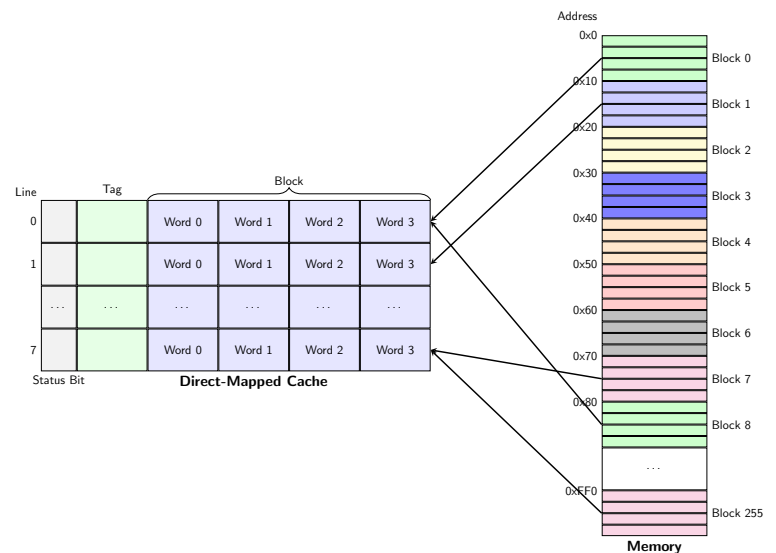 Address
0x0
Block 0
0x10
Block 1
0x20
Block 2
0x30
Block 3
0x40
Block 4
0x50
Block 5
0x60
Block 6
0x70
Block 7
0x80
Block 8
...
0xFF0
Block 255
Memory
Block
Tag
Line
0 Word 0 Word 1 Word 2 Word 3
1 Word 0 Word 1 Word 2 Word 3
... ... ... ... ... ...
7 Word 0 Word 1 Word 2 Word 3
Status Bit
Direct-Mapped Cache